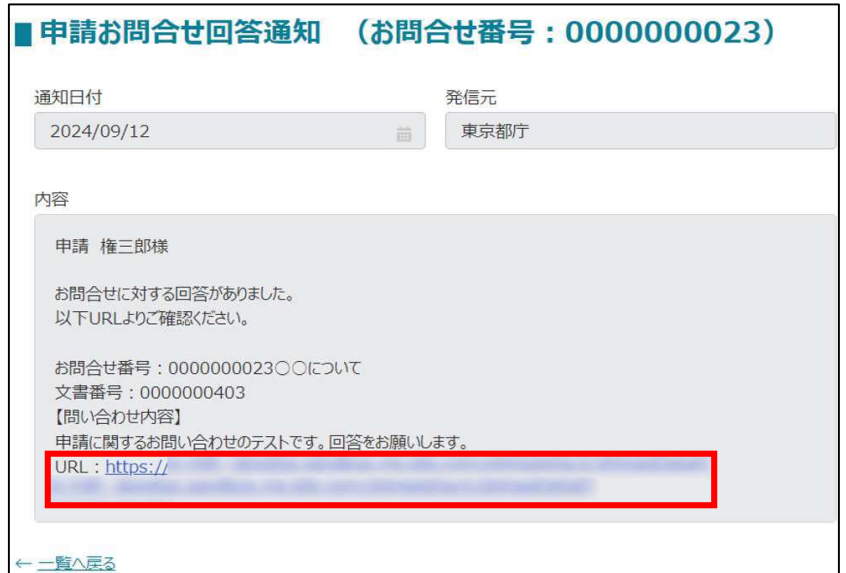 ■申請お問合せ回答通知　（お問合せ番号：0000000023）
通知日付
発信元
2024/09/12
東京都庁
内容
申請 権三郎様
お問合せに対する回答がありました。
以下URLよりご確認ください。
お問合せ番号：0000000023○○について
文書番号：0000000403
【問い合わせ内容】
申請に関するお問い合わせのテストです。回答をお願いします。
URL：https://
← 一覧へ戻る